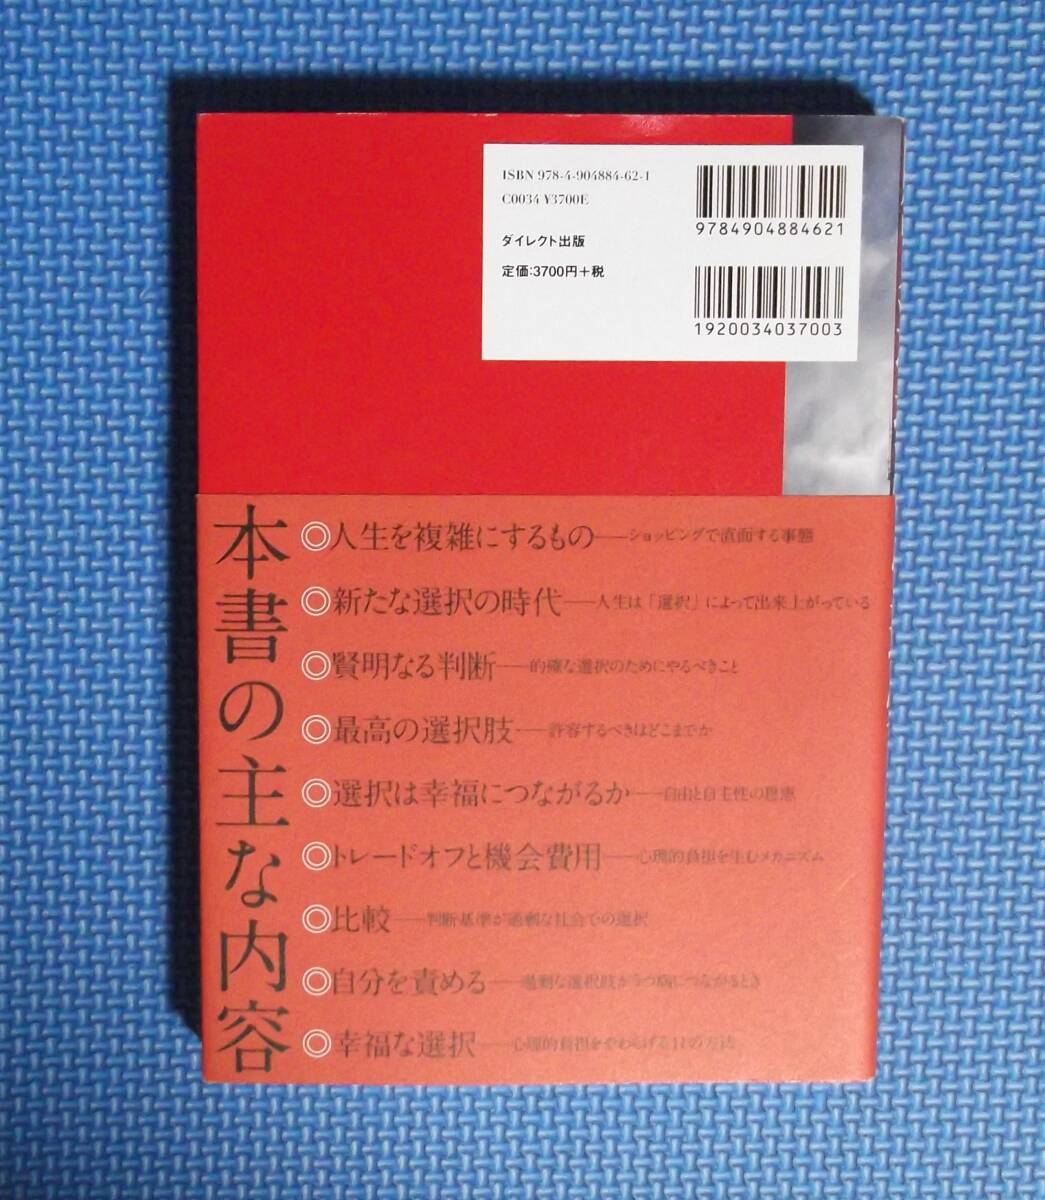 ISBN 978-4-904884-62-1
C0034 ¥3700E
ダイレクト出版
定価:3700円+税
9784904884621
1920034037003
本書の主な内容
◎人生を複雑にするもの──ショッピングで直面する事態
◎新たな選択の時代──人生は「選択」によって出来上がっている
◎賢明なる判断──的確な選択のためにやるべきこと
◎最高の選択肢──許容するべきはどこまでか
◎選択は幸福につながるか──自由と自主性の恩恵
◎トレードオフと機会費用──心理的負担を生むメカニズム
◎比較──判断基準が過剰な社会での選択
◎自分を責める──過剰な選択肢がうつ病につながるとき
◎幸福な選択──心理的負担をやわらげる11の方法